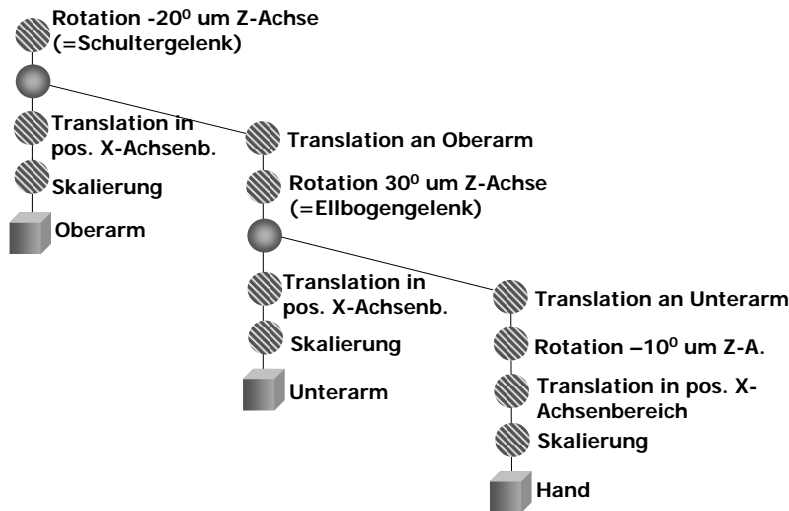 Rotation -20⁰ um Z-Achse
(=Schultergelenk)
Translation in
pos. X-Achsenb.
Skalierung
Oberarm
Translation an Oberarm
Rotation 30⁰ um Z-Achse
(=Ellbogengelenk)
Translation in
pos. X-Achsenb.
Skalierung
Unterarm
Translation an Unterarm
Rotation –10⁰ um Z-A.
Translation in pos. X-
Achsenbereich
Skalierung
Hand